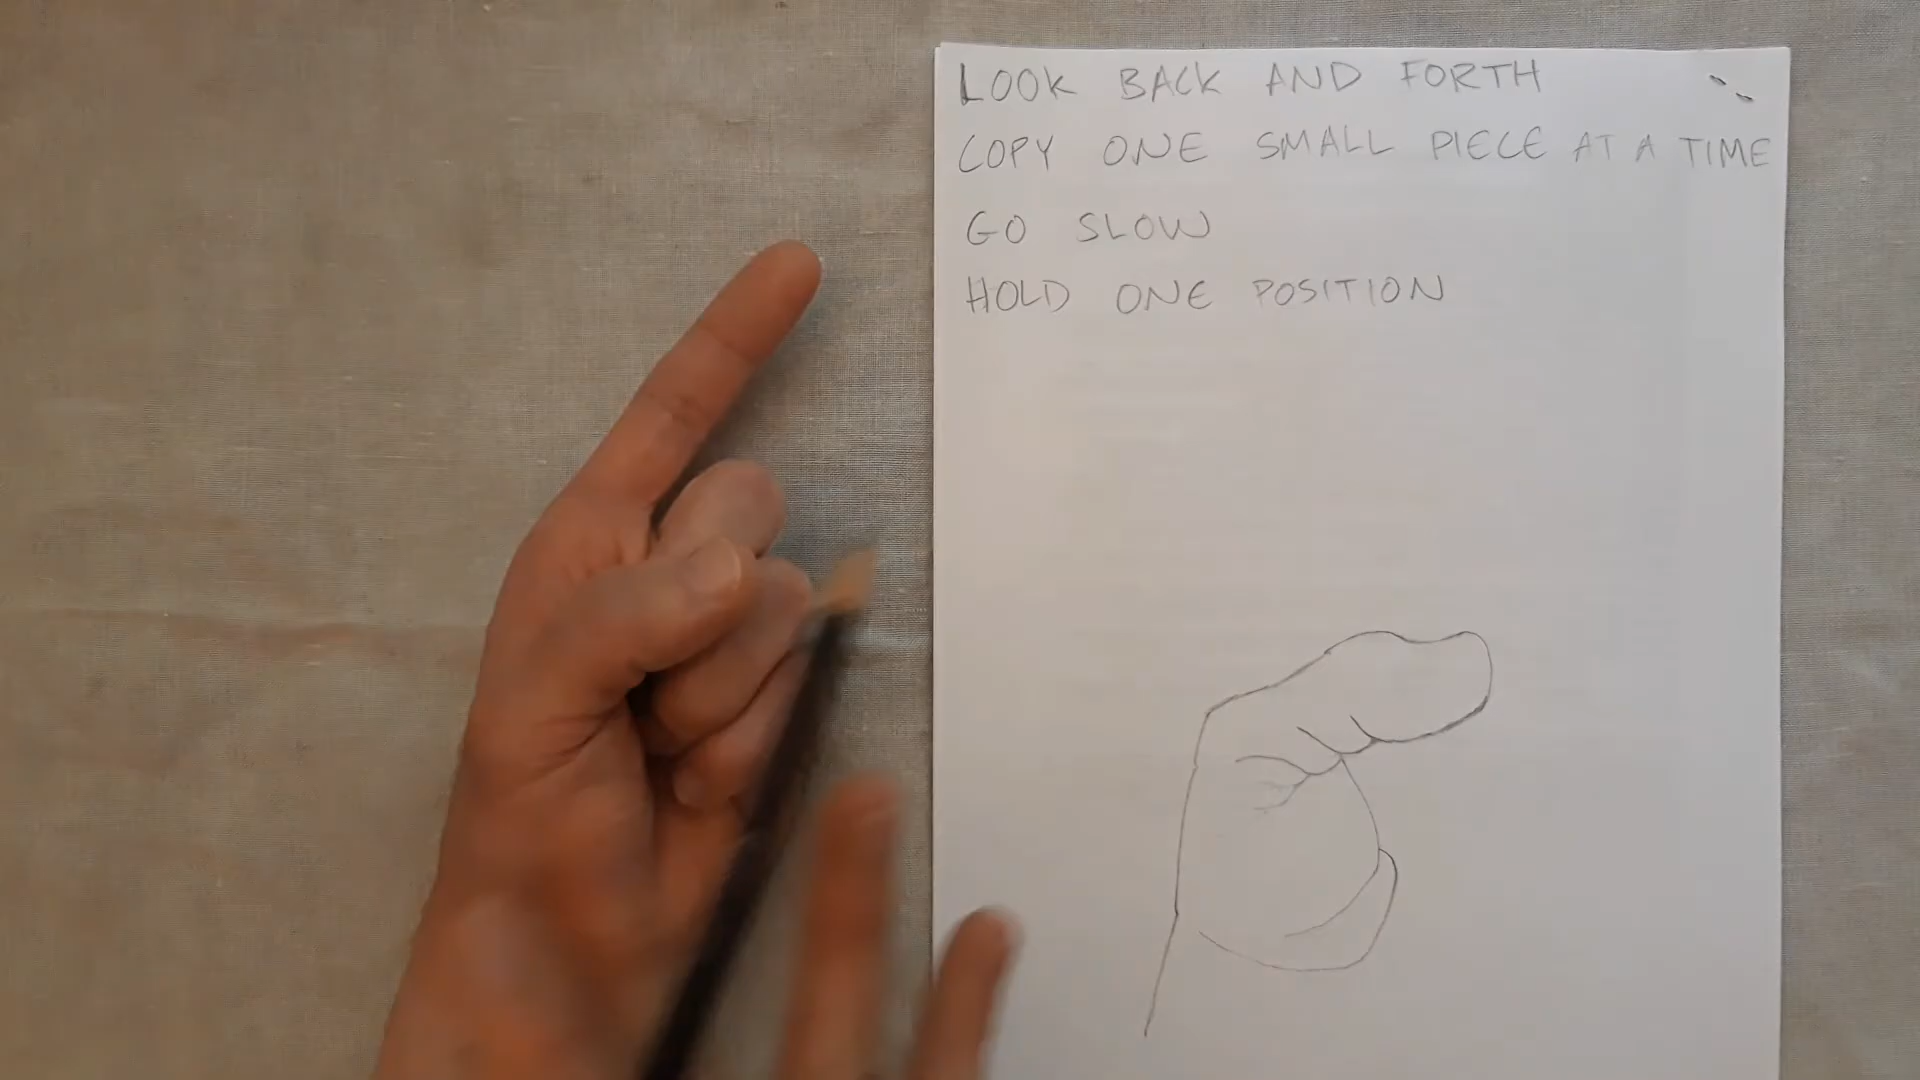 LOOK BACK AND FORTH
COPY ONE SMALL PIECE AT A TIME
GO SLOW
HOLD ONE POSITION